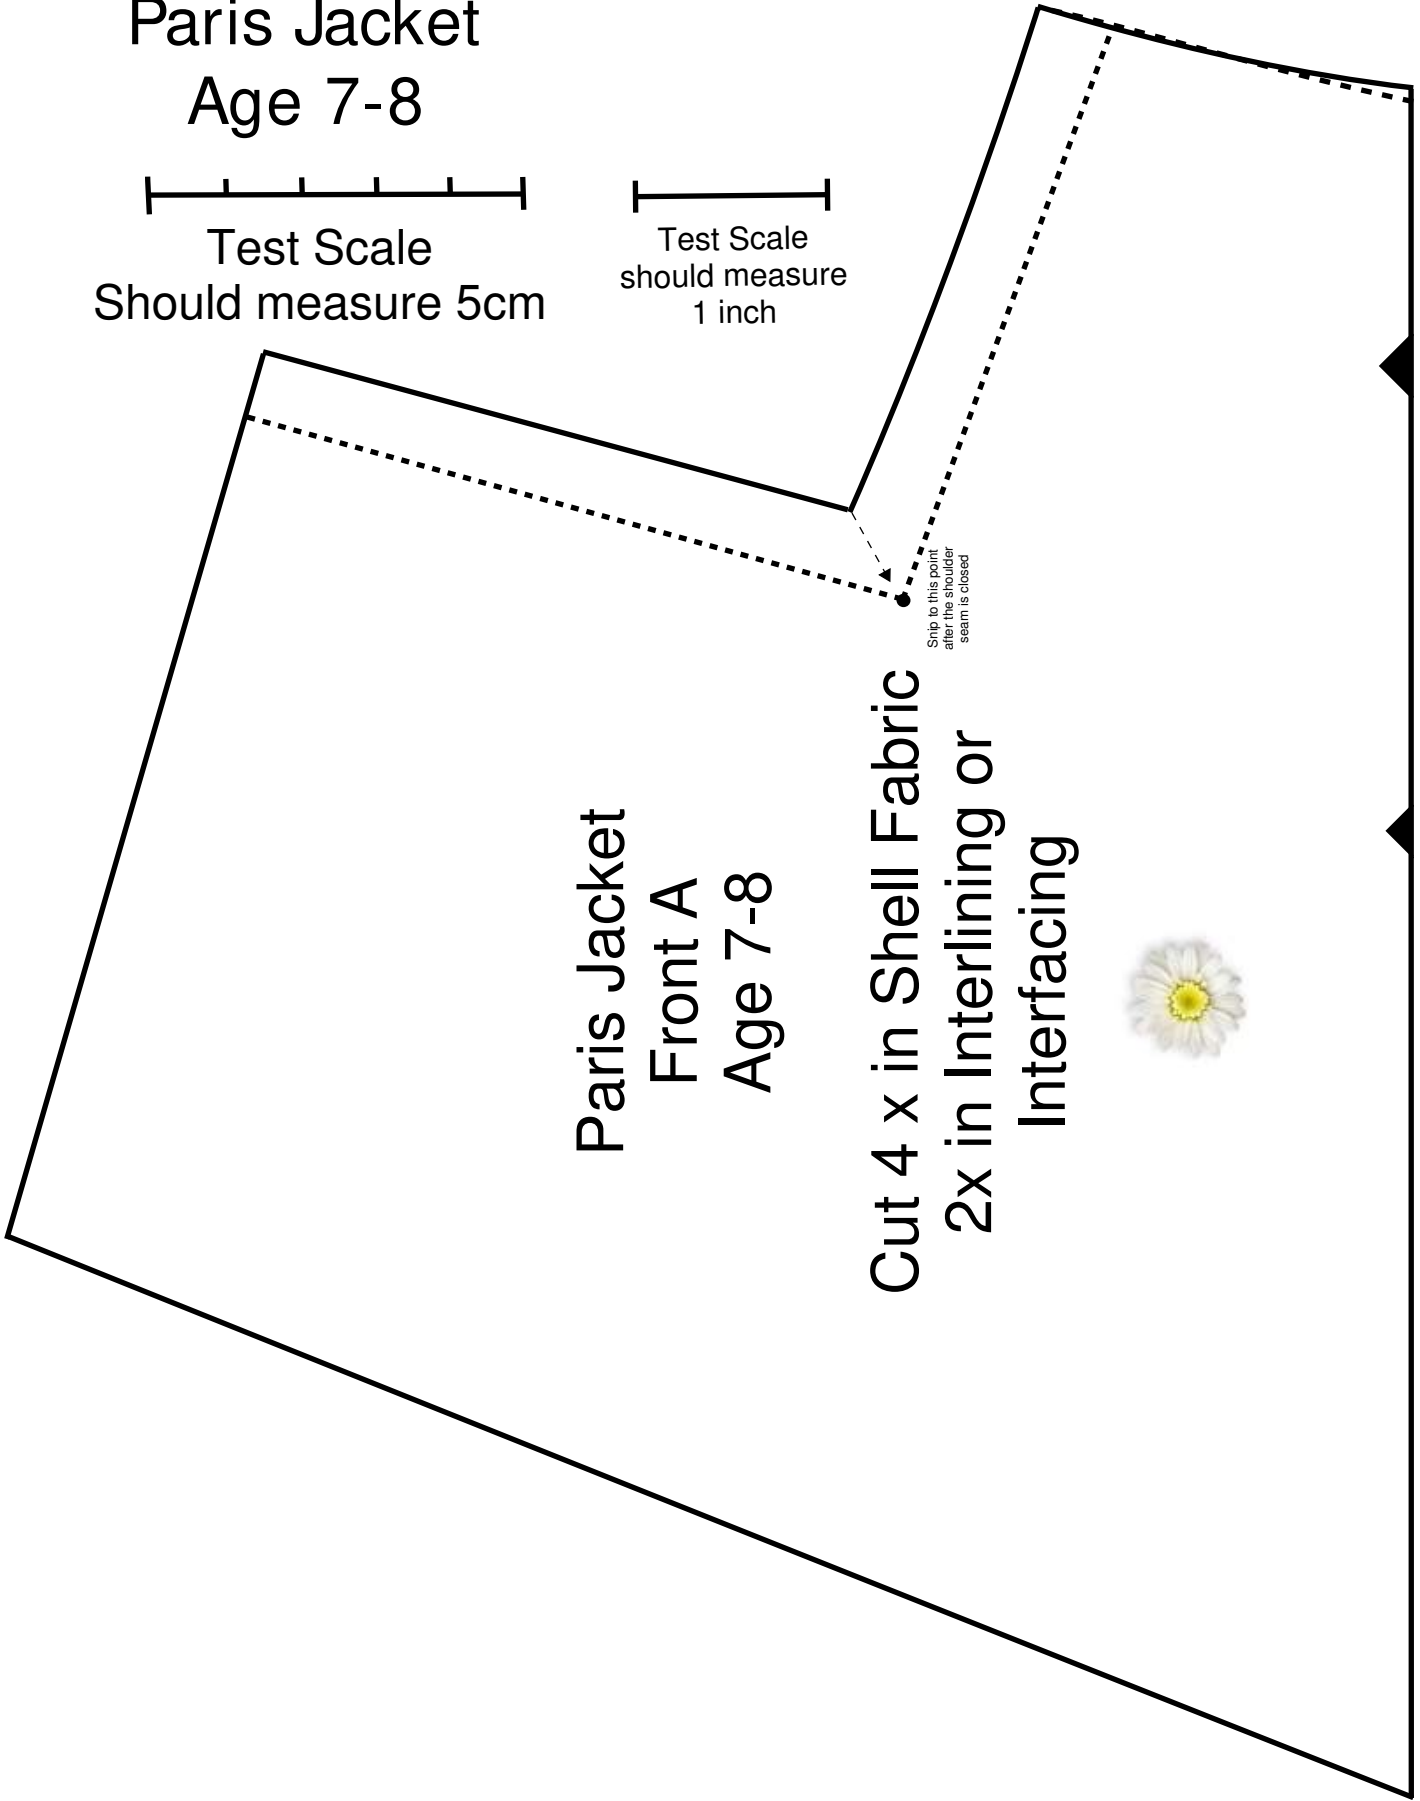 Paris Jacket
Age 7-8
Test Scale
Should measure 5cm
Test Scale
should measure
1 inch
Snip to this point
after the shoulder
seam is closed
Paris Jacket
Front A
Age 7-8
Cut 4 x in Shell Fabric
2x in Interlining or
Interfacing